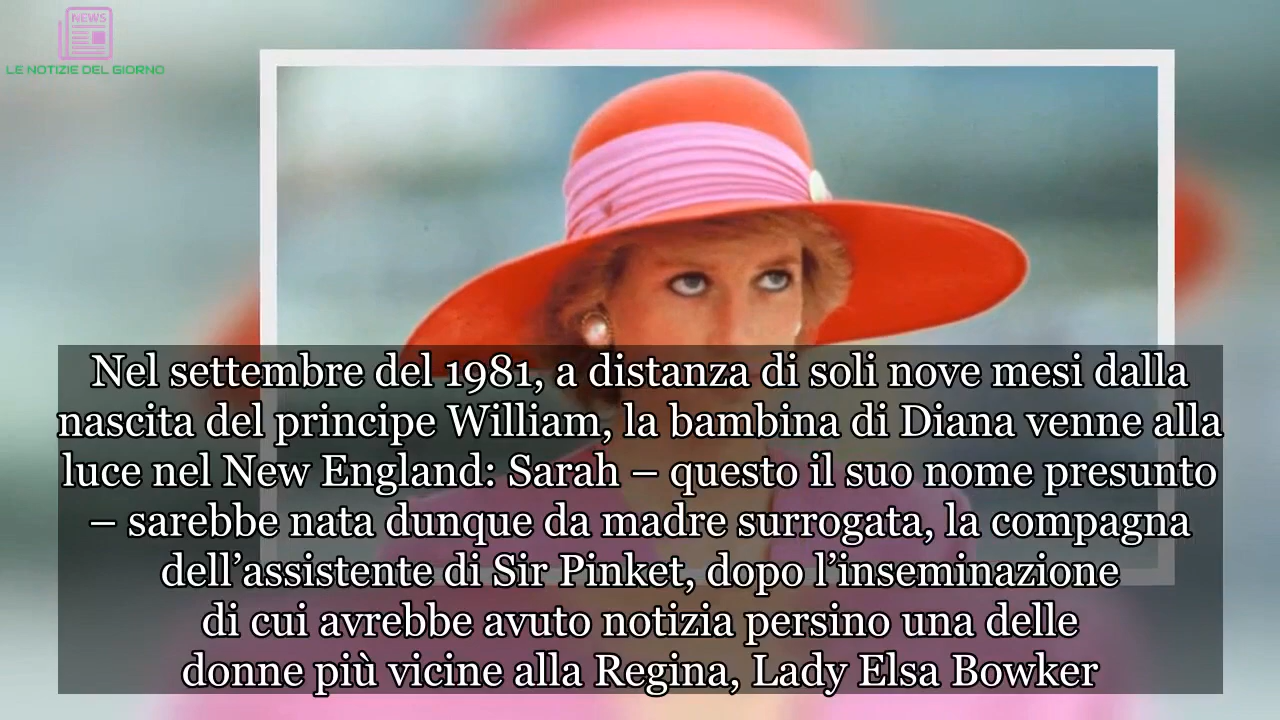 NEWS
LE NOTIZIE DEL GIORNO
Nel settembre del 1981, a distanza di soli nove mesi dalla
nascita del principe William, la bambina di Diana venne alla
luce nel New England: Sarah – questo il suo nome presunto
– sarebbe nata dunque da madre surrogata, la compagna
dell’assistente di Sir Pinket, dopo l’inseminazione
di cui avrebbe avuto notizia persino una delle
donne più vicine alla Regina, Lady Elsa Bowker